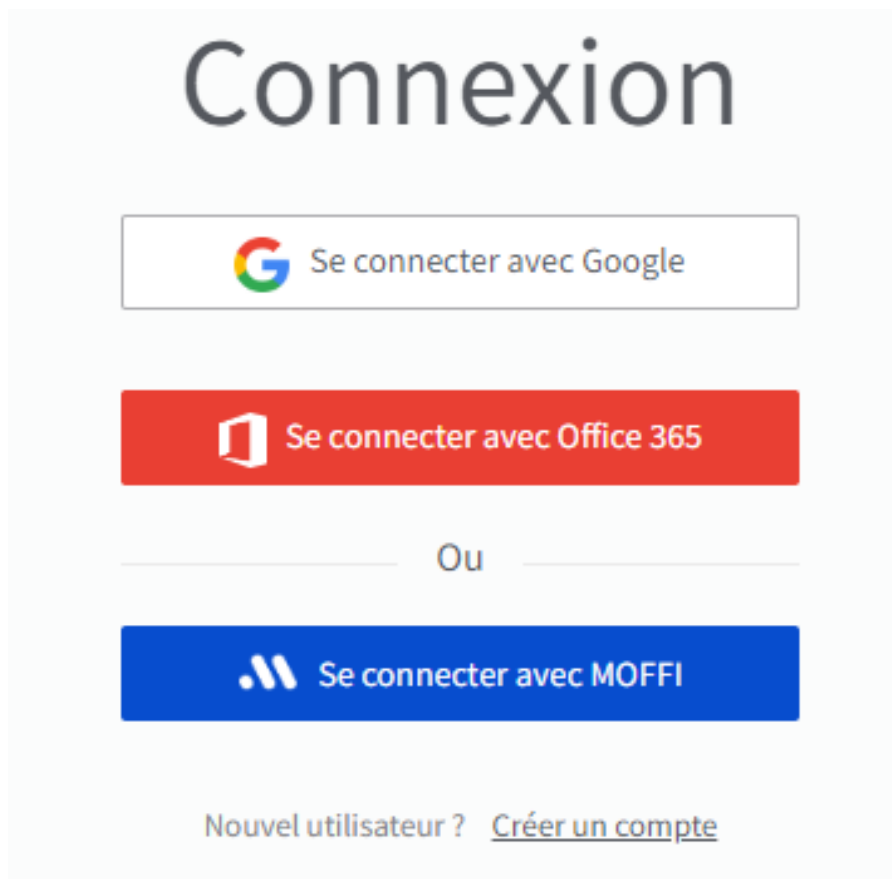 Connexion
Se connecter avec Google
Se connecter avec Office 365
Ou
Se connecter avec MOFFI
Nouvel utilisateur ? Créer un compte